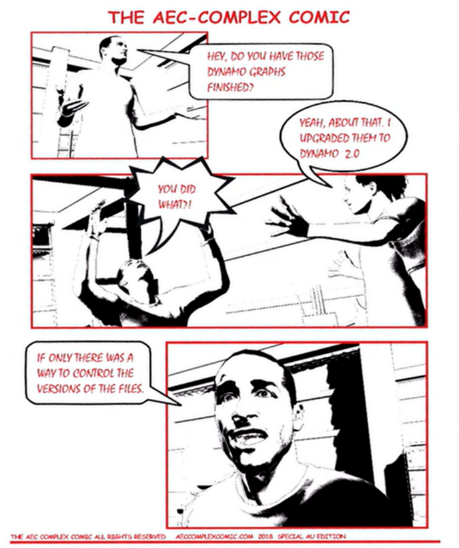 THE AEC-COMPLEX COMIC
HEY, DO YOU HAVE THOSE
DYNAMO GRAPHS
FINISHED?
YEAH, ABOUT THAT. I
UPGRADED THEM TO
DYNAMO 2.0
YOU DID
WHAT?!
IF ONLY THERE WAS A
WAY TO CONTROL THE
VERSIONS OF THE FILES.
THE AEC COMPLEX COMIC ALL RIGHTS RESERVED AECCOMPLEXCOMIC.COM 2018 SPECIAL AU EDITION